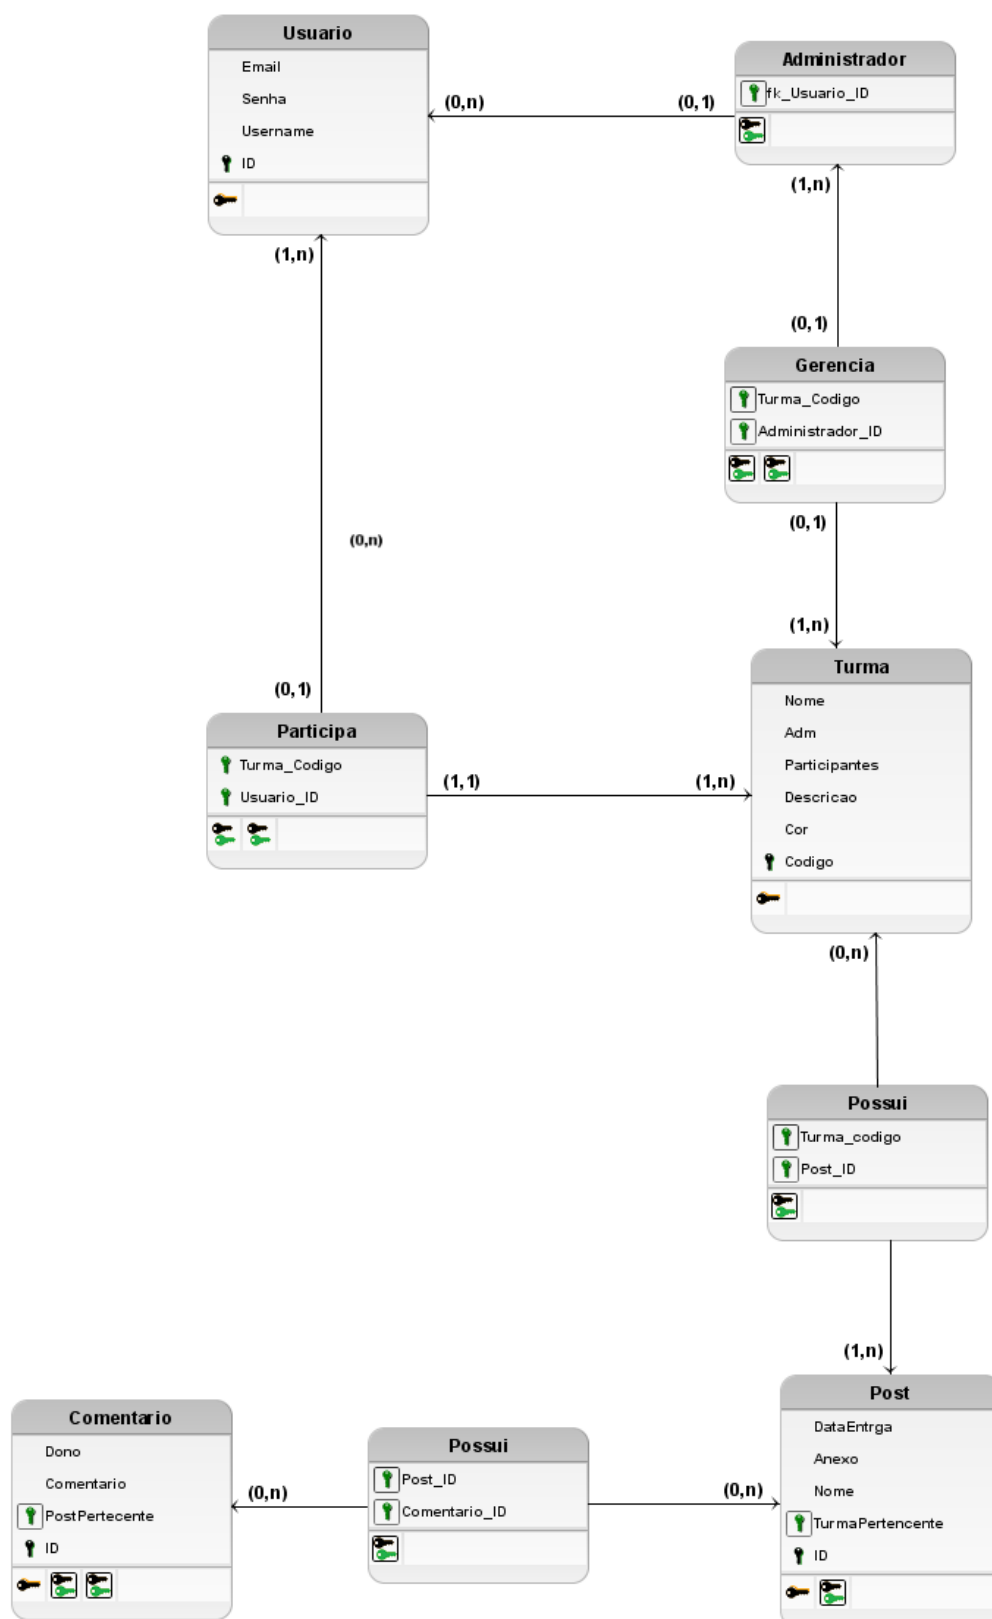 Usuario
Email
Senha
Username
ID
(0,n)
(0,1)
Administrador
fk_Usuario_ID
(1,n)
(1,n)
(0,1)
Gerencia
Turma_Codigo
Administrador_ID
(0,1)
(0,n)
(1,n)
Turma
Nome
Adm
Participantes
Descricao
Cor
Codigo
(0,1)
Participa
Turma_Codigo
Usuario_ID
(1,1)
(1,n)
(0,n)
Possui
Turma_codigo
Post_ID
(1,n)
Post
DataEntrga
Anexo
Nome
TurmaPertencente
ID
Comentario
Dono
Comentario
PostPertecente
ID
(0,n)
Possui
Post_ID
Comentario_ID
(0,n)